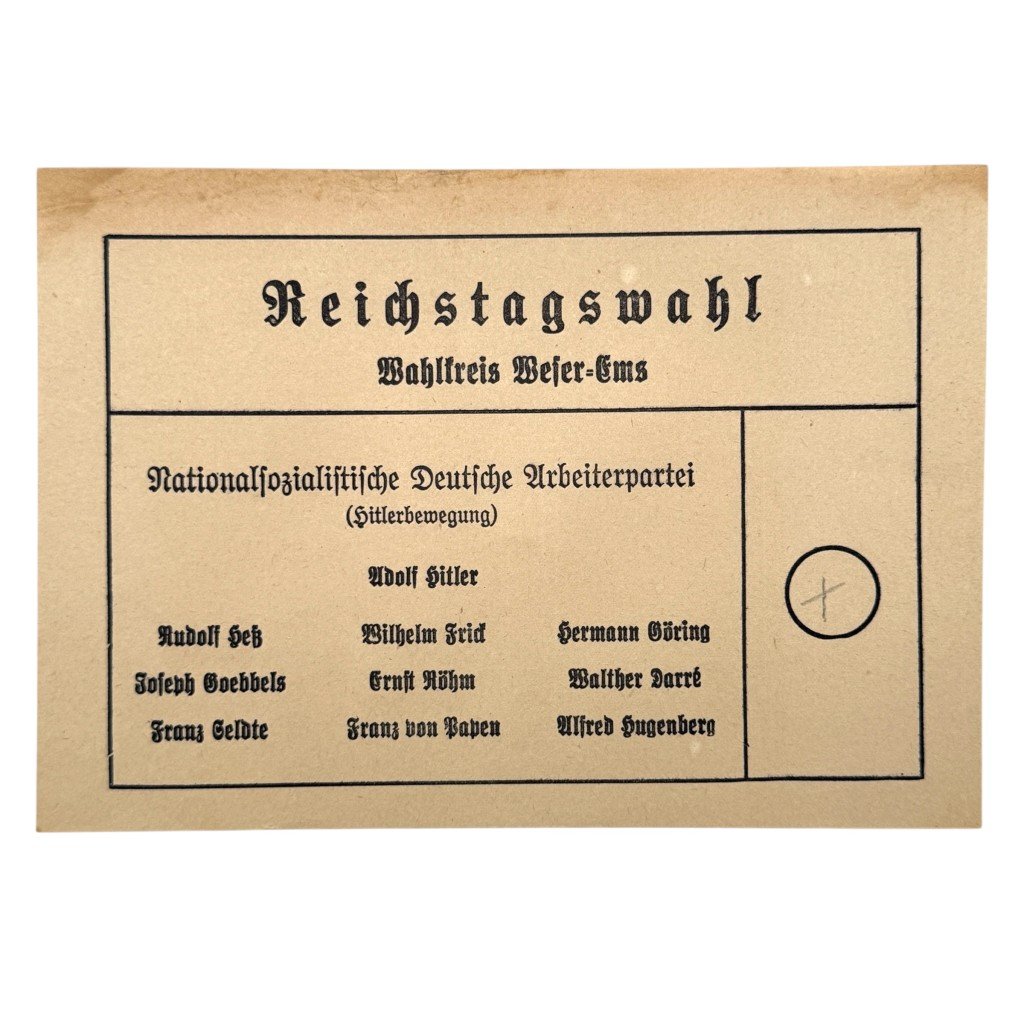 Reichstagswahl
Wahlkreis Weser-Ems
Nationalsozialistische Deutsche Arbeiterpartei
(Hitlerbewegung)
Adolf Hitler
Rudolf Heß Wilhelm Frick Hermann Göring
Joseph Goebbels Ernst Röhm Walther Darré
Franz Seldte Franz von Papen Alfred Hugenberg